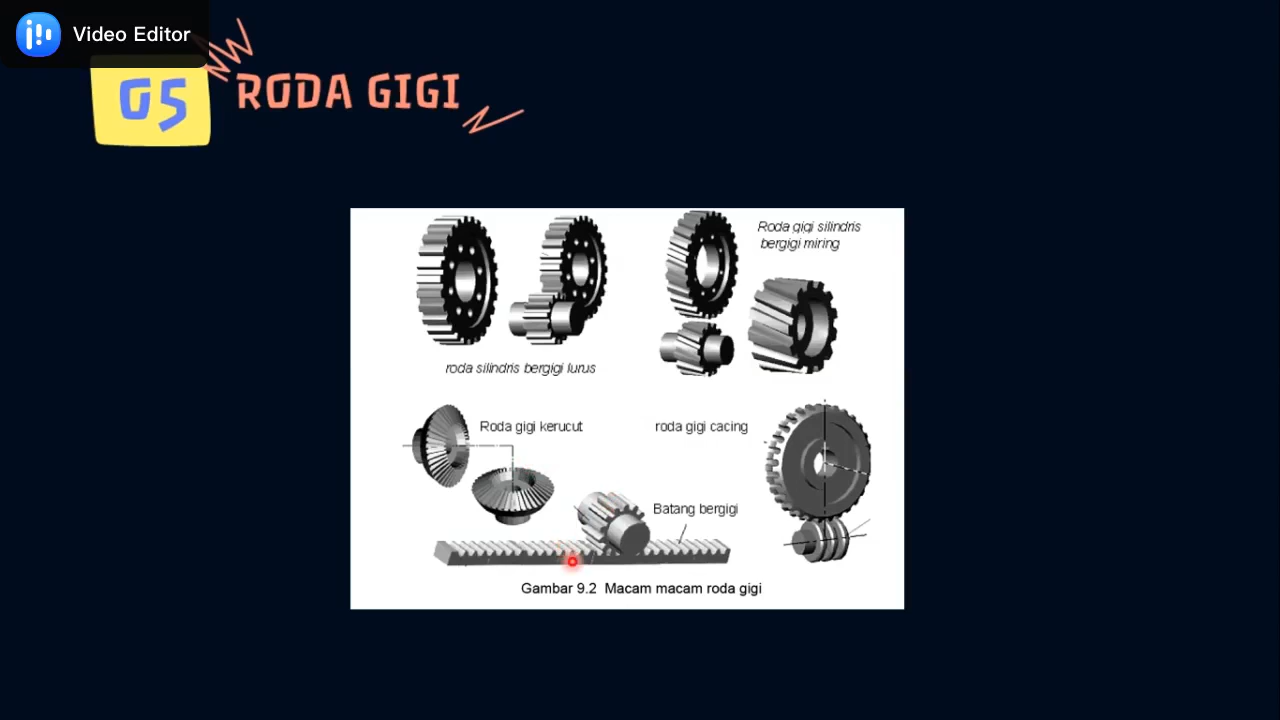 Video Editor
05
RODA GIGI
Roda gigi silindris
bergigi miring
roda silindris bergigi lurus
Roda gigi kerucut
roda gigi cacing
Batang bergigi
Gambar 9.2 Macam macam roda gigi